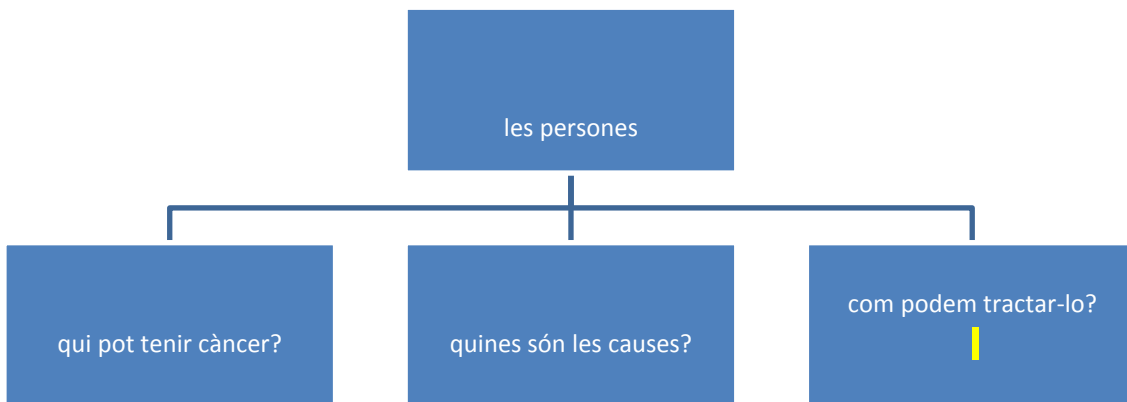 les persones
qui pot tenir càncer?
quines són les causes?
com podem tractar-lo?